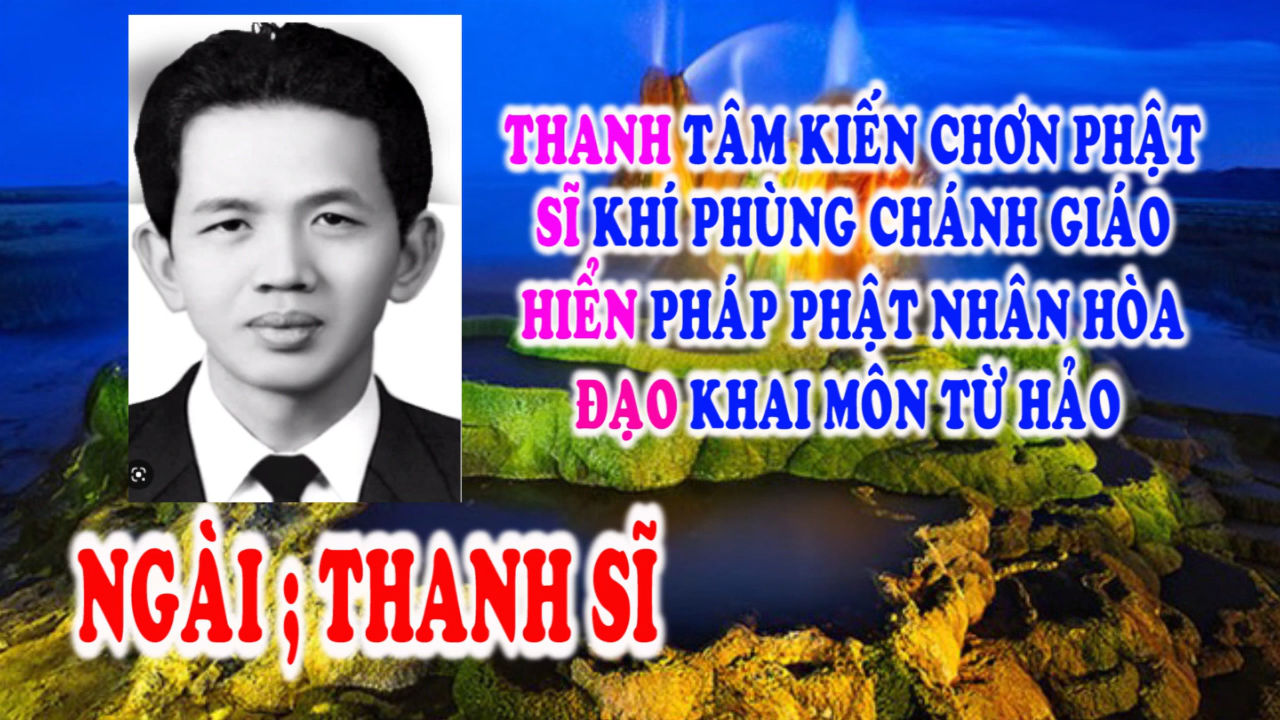 THANH TÂM KIẾN CHƠN PHẬT
SĨ KHÍ PHÙNG CHÁNH GIÁO
HIỂN PHÁP PHẬT NHÂN HÒA
ĐẠO KHAI MÔN TỪ HẢO
NGÀI ; THANH SĨ